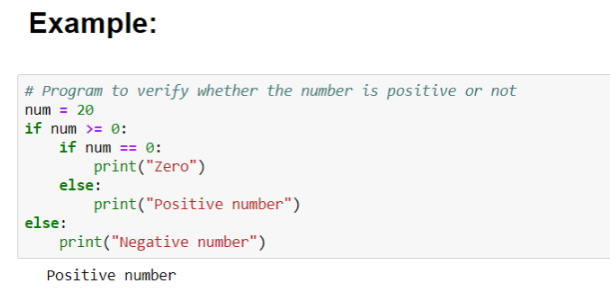 Example:
# Program to verify whether the number is positive or not
num = 20
if num >= 0:
    if num == 0:
        print("Zero")
    else:
        print("Positive number")
else:
    print("Negative number")
Positive number